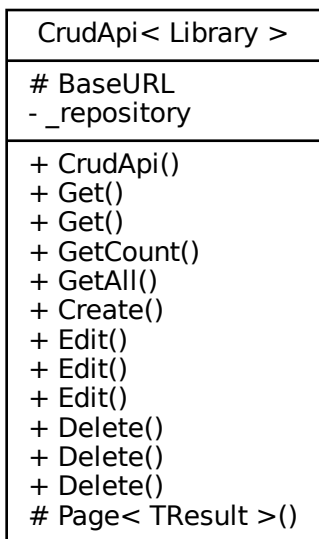 CrudApi< Library >
# BaseURL
- _repository
+ CrudApi()
+ Get()
+ Get()
+ GetCount()
+ GetAll()
+ Create()
+ Edit()
+ Edit()
+ Edit()
+ Delete()
+ Delete()
+ Delete()
# Page< TResult >()